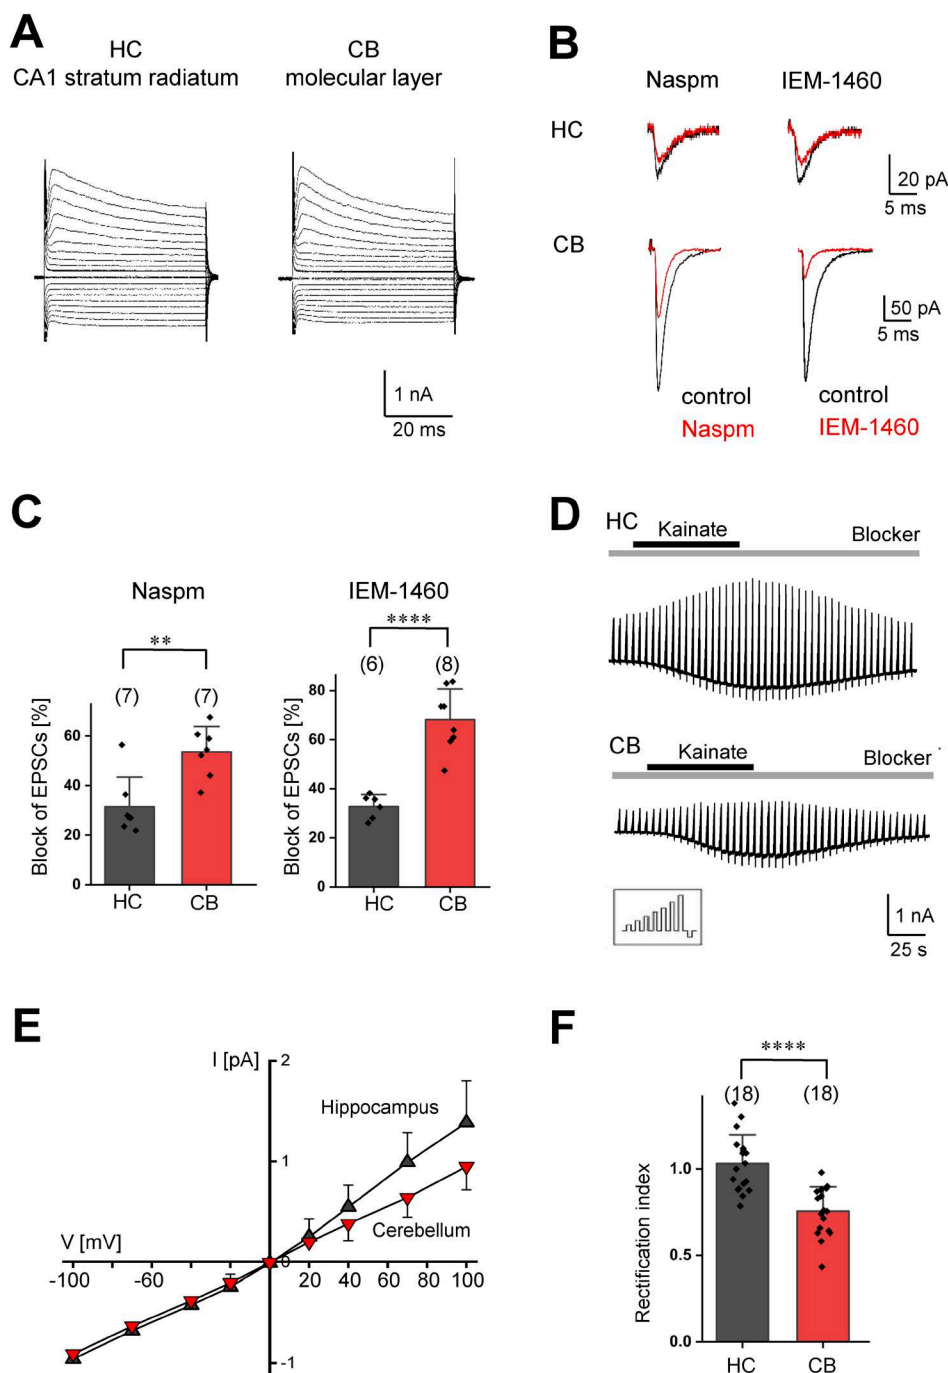 A
HC
CA1 stratum radiatum
CB
molecular layer
1 nA
20 ms
B
Naspm
IEM-1460
HC
20 pA
5 ms
CB
50 pA
5 ms
control
Naspm
control
IEM-1460
C
Naspm
**
(7)
(7)
Block of EPSCs [%]
60
40
20
0
HC
CB
IEM-1460
****
(6)
(8)
Block of EPSCs [%]
80
60
40
20
0
HC
CB
D
HC
Kainate
Blocker
CB
Kainate
Blocker
1 nA
25 s
E
I [pA]
2
Hippocampus
1
Cerebellum
V [mV]
0
-100
-60
20
40
60
80
100
-1
F
****
(18)
(18)
Rectification index
1.0
0.5
0.0
HC
CB